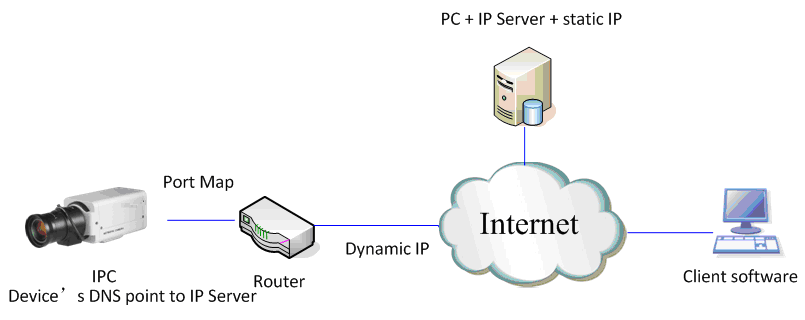 PC + IP Server + static IP
Port Map
Internet
Dynamic IP
Router
IPC
Device’s DNS point to IP Server
Client software